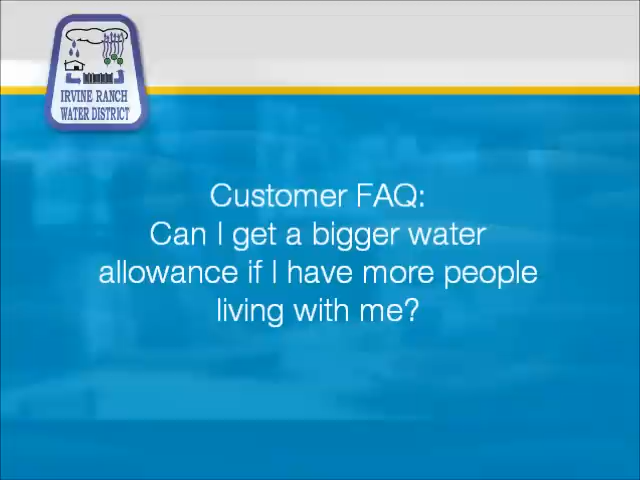 IRVINE RANCH
WATER DISTRICT
Customer FAQ:
Can I get a bigger water
allowance if I have more people
living with me?